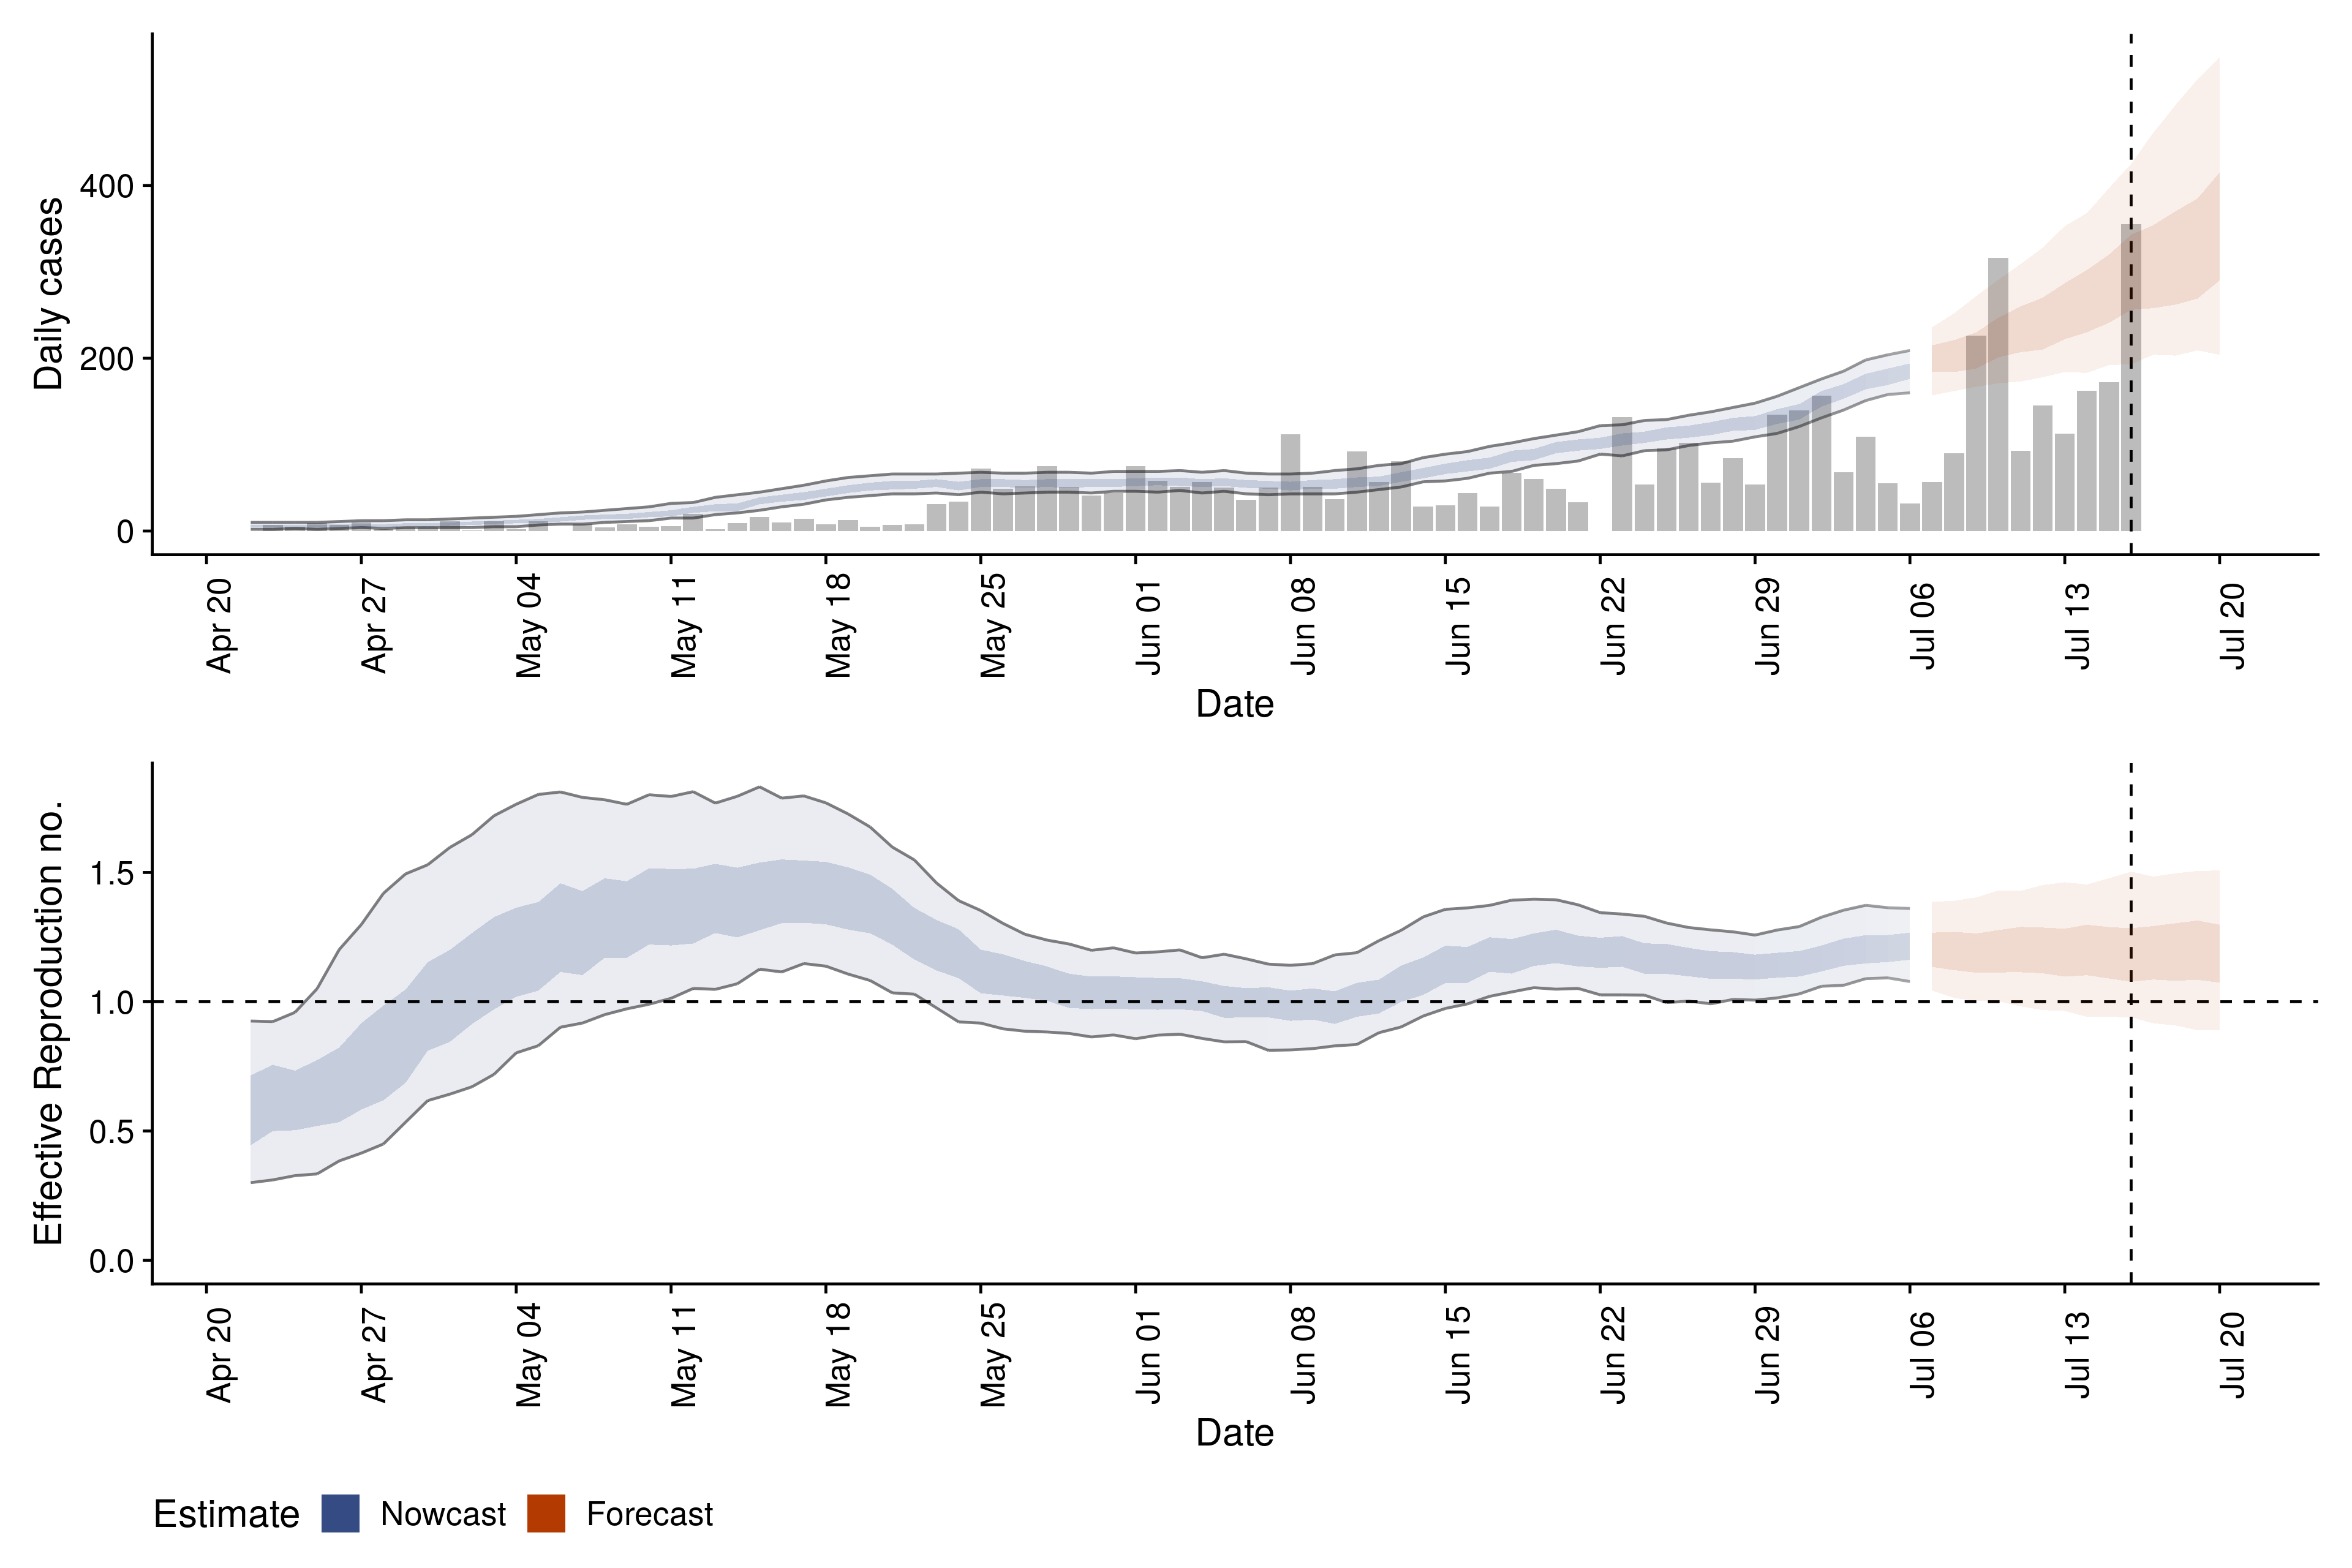 Daily cases
400
200
0
Apr 20
Apr 27
May 04
May 11
May 18
May 25
Jun 01
Jun 08
Jun 15
Jun 22
Jun 29
Jul 06
Jul 13
Jul 20
Date
Effective Reproduction no.
1.5
1.0
0.5
0.0
Apr 20
Apr 27
May 04
May 11
May 18
May 25
Jun 01
Jun 08
Jun 15
Jun 22
Jun 29
Jul 06
Jul 13
Jul 20
Date
Estimate Nowcast Forecast